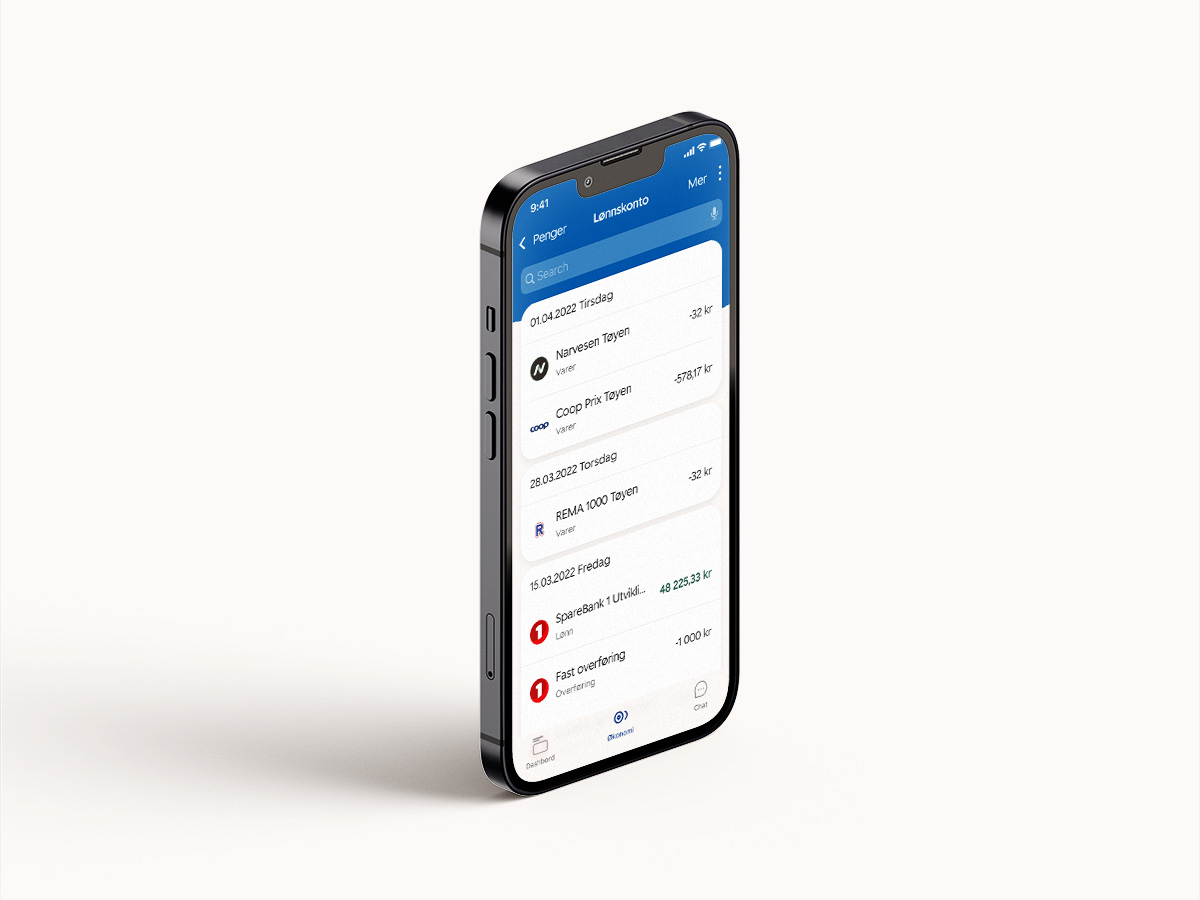 9:41
Lønnskonto
Mer
Penger
Search
01.04.2022 Tirsdag
Narvesen Tøyen
-32 kr
Varer
Coop Prix Tøyen
-578,17 kr
coop
Varer
28.03.2022 Torsdag
REMA 1000 Tøyen
-32 kr
R
Varer
15.03.2022 Fredag
SpareBank 1 Utvikli...
48 225,33 kr
1
Lønn
Fast overføring
-1 000 kr
1
Overføring
Dashbord
Økonomi
Chat